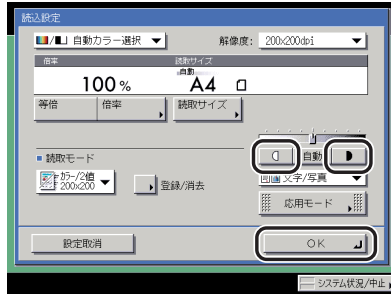 読込設定
自動カラー選択 解像度: 200x200dpi
倍率 読取サイズ
自動
100 % A4
等倍 倍率 読取サイズ
読取モード 自動
カラー/2値 文字/写真
200x200 登録/消去
応用モード
設定取消 OK
システム状況/中止